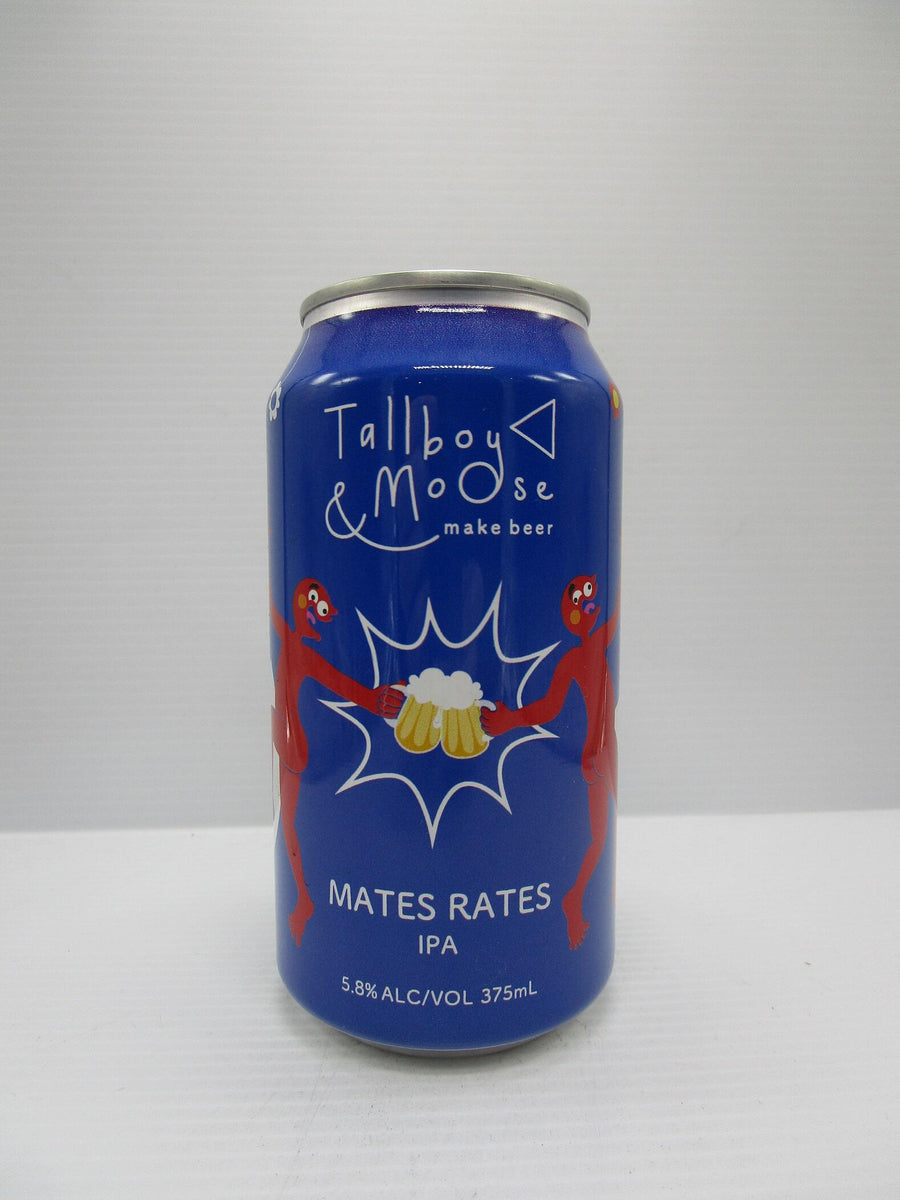 Tallboy
& Moose
make beer
MATES RATES
IPA
5.8% ALC/VOL 375mL